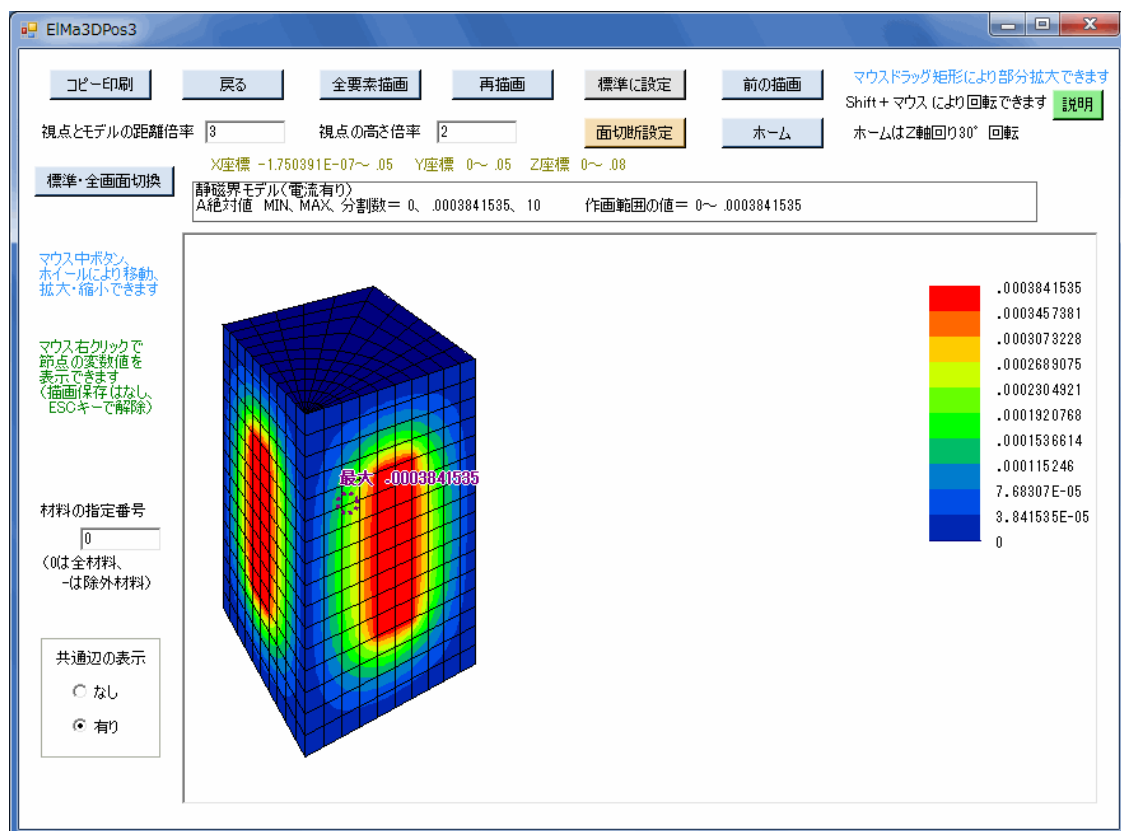 ElMa3DPos3
コピー印刷
戻る
全要素描画
再描画
標準に設定
前の描画
マウスドラッグ矩形により部分拡大できます
Shift+マウス により回転できます
説明
視点とモデルの距離倍率 3
視点の高さ倍率 2
面切断設定
ホーム
ホームはZ軸回り30° 回転
標準・全画面切換
X座標 -1.750391E-07～ .05 Y座標 0～ .05 Z座標 0～ .08
静磁界モデル(電流有り)
A絶対値 MIN、MAX、分割数＝ 0、 .0003841535、 10 作画範囲の値＝ 0～ .0003841535
マウス中ボタン、
ホイールにより移動、
拡大・縮小できます
マウス右クリックで
節点の変数値を
表示できます
(描画保存はなし、
ESCキーで解除)
材料の指定番号
0
(0は全材料、
-は除外材料)
共通辺の表示
なし
有り
最大 .0003841535
.0003841535
.0003457381
.0003073228
.0002689075
.0002304921
.0001920768
.0001536614
.000115246
7.68307E-05
3.841535E-05
0